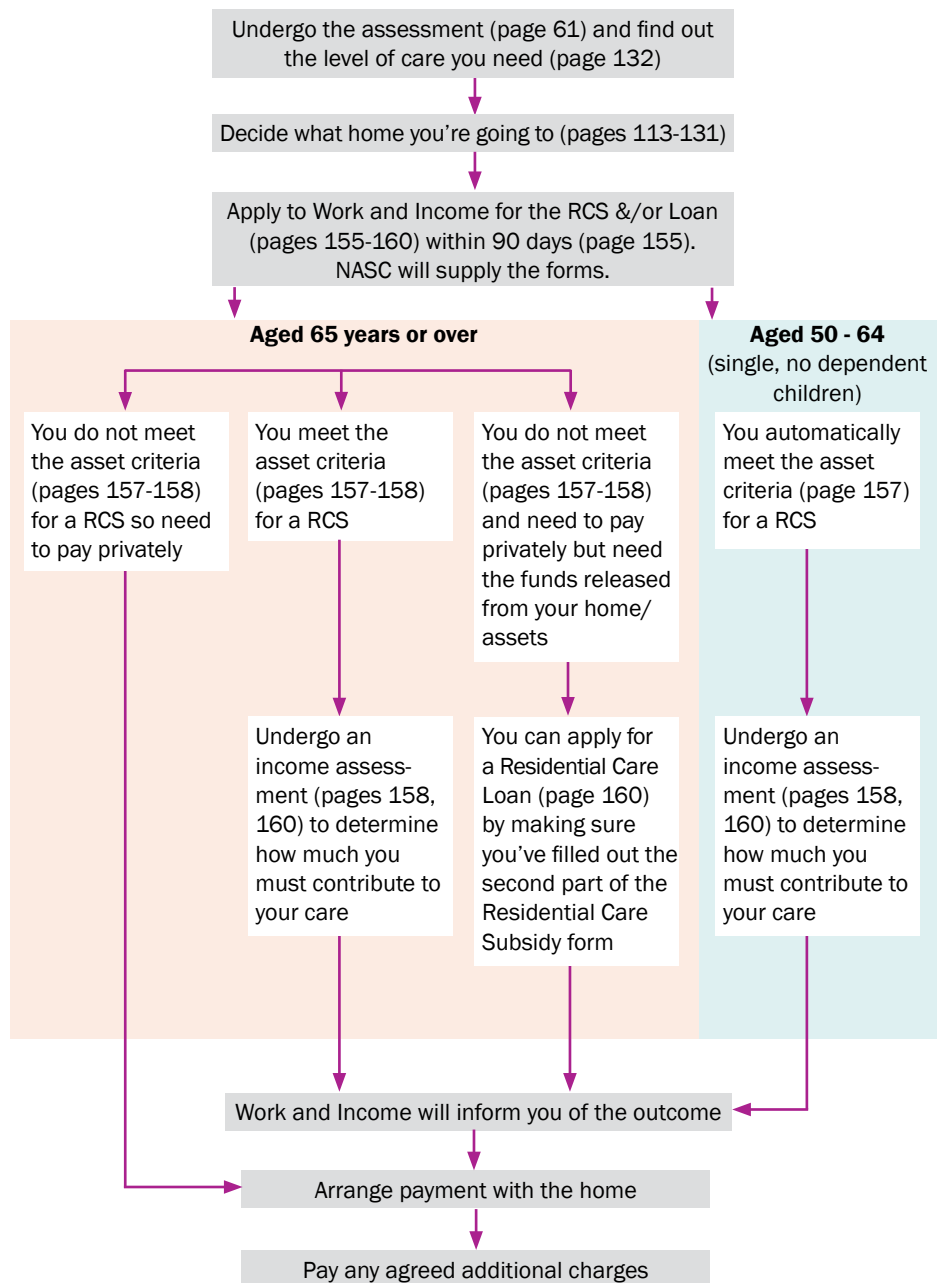 Undergo the assessment (page 61) and find out
the level of care you need (page 132)
Decide what home you're going to (pages 113-131)
Apply to Work and Income for the RCS &/or Loan
(pages 155-160) within 90 days (page 155).
NASC will supply the forms.
Aged 65 years or over
You do not meet
the asset criteria
(pages 157-158)
for a RCS so need
to pay privately
You meet the
asset criteria
(pages 157-158)
for a RCS
You do not meet
the asset criteria
(pages 157-158)
and need to pay
privately but need
the funds released
from your home/
assets
Undergo an
income assess-
ment (pages 158,
160) to determine
how much you
must contribute to
your care
You can apply for
a Residential Care
Loan (page 160)
by making sure
you've filled out the
second part of the
Residential Care
Subsidy form
Aged 50 - 64
(single, no dependent
children)
You automatically
meet the asset
criteria (page 157)
for a RCS
Undergo an
income assess-
ment (pages 158,
160) to determine
how much you
must contribute to
your care
Work and Income will inform you of the outcome
Arrange payment with the home
Pay any agreed additional charges